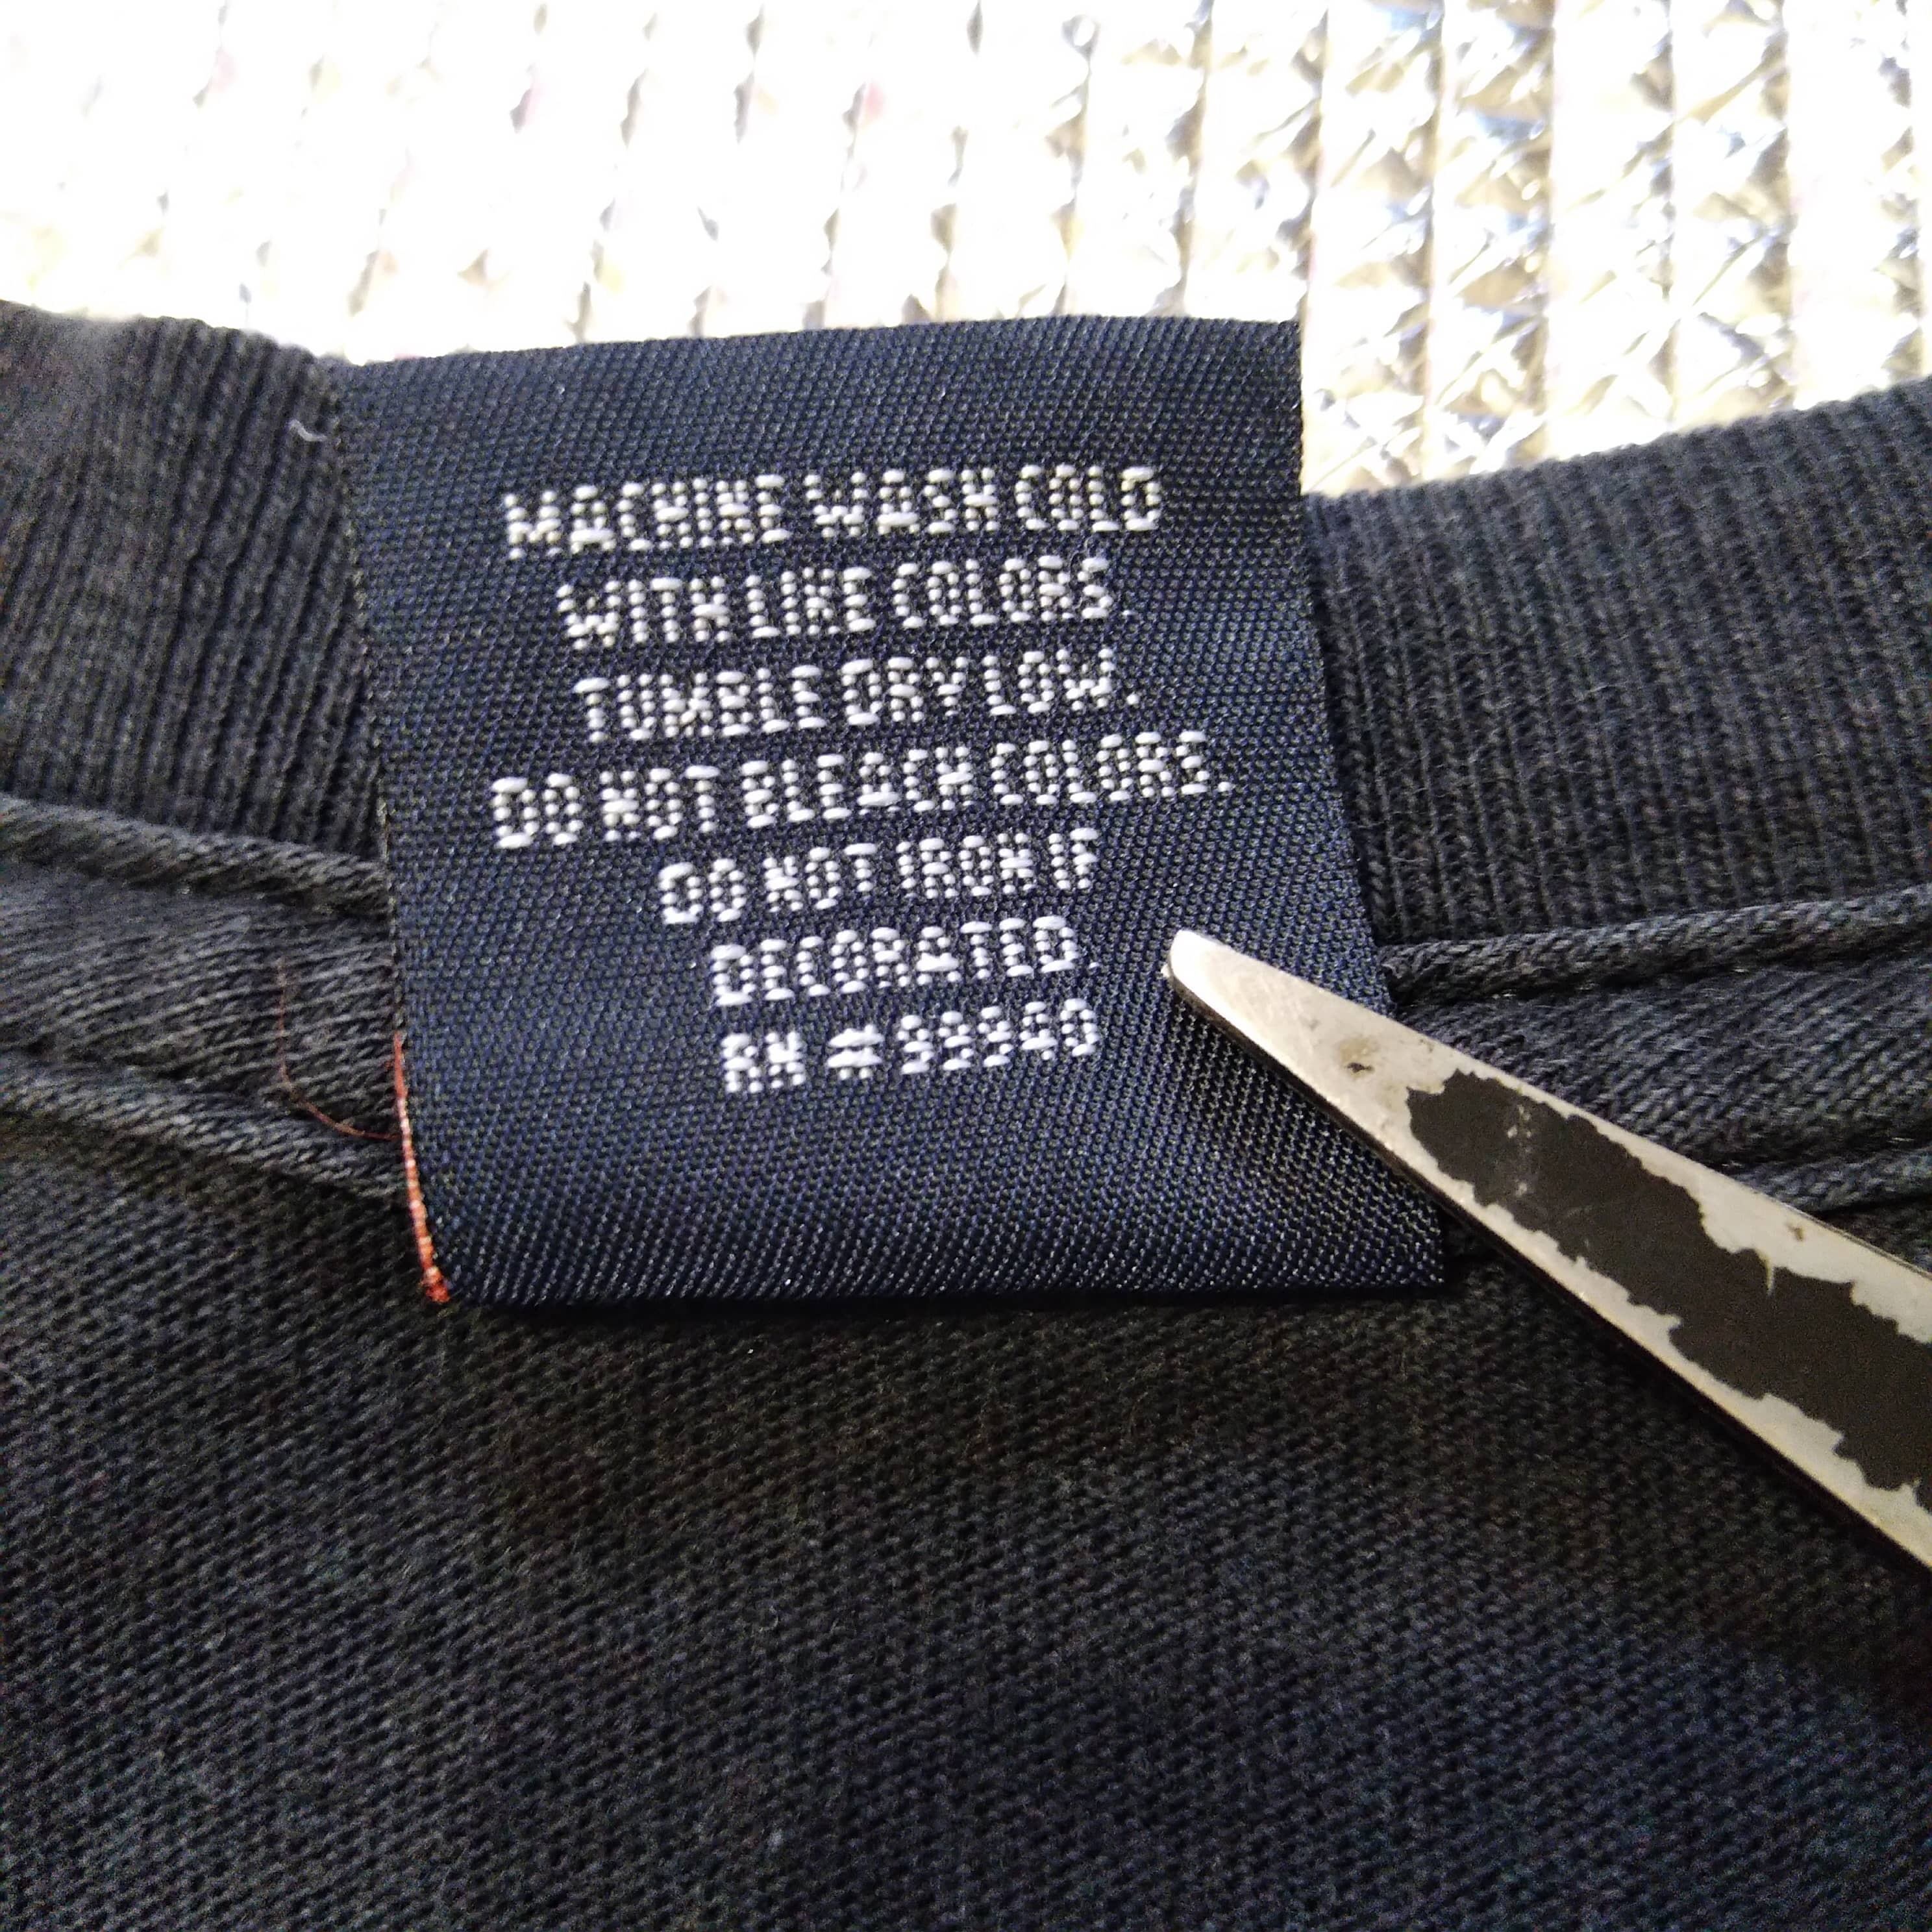 MACHINE WASH COLD
WITH LIKE COLORS.
TUMBLE DRY LOW.
DO NOT BLEACH COLORS.
DO NOT IRON IF
DECORATED.
RN #